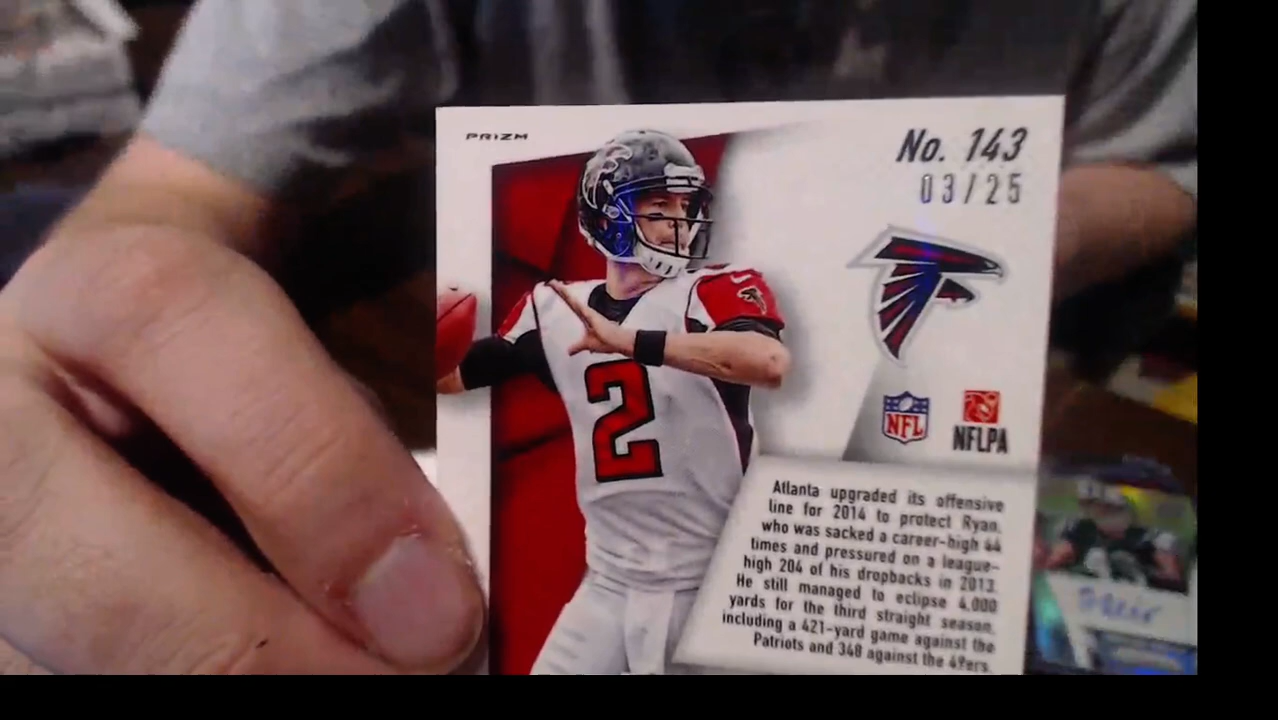 PRIZM
No. 143
03/25
2
NFL
NFLPA
Atlanta upgraded its offensive
line for 2014 to protect Ryan,
who was sacked a career-high 44
times and pressured on a league-
high 204 of his dropbacks in 2013.
He still managed to eclipse 4,000
yards for the third straight season,
including a 421-yard game against the
Patriots and 348 against the 49ers.